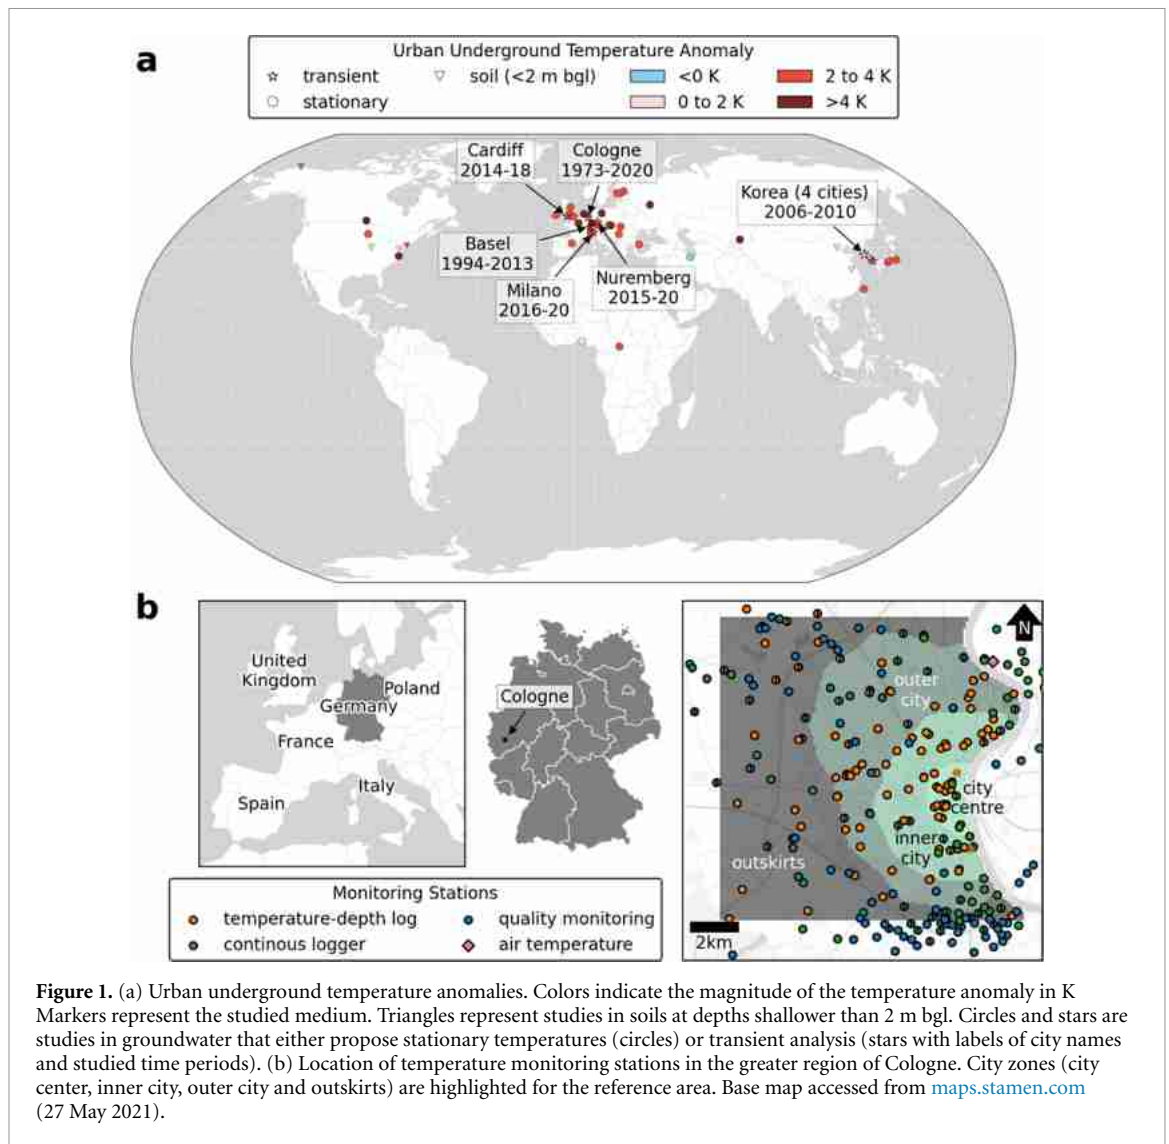 a
Urban Underground Temperature Anomaly
transient
soil (<2 m bgl)
<0 K
2 to 4 K
stationary
0 to 2 K
>4 K
Cardiff
2014-18
Cologne
1973-2020
Korea (4 cities)
2006-2010
Basel
1994-2013
Milano
2016-20
Nuremberg
2015-20
b
United
Kingdom
Poland
Germany
France
Italy
Spain
Cologne
N
outer
city
city
centre
inner
city
outskirts
2km
Monitoring Stations
temperature-depth log
quality monitoring
continous logger
air temperature
Figure 1. (a) Urban underground temperature anomalies. Colors indicate the magnitude of the temperature anomaly in K
Markers represent the studied medium. Triangles represent studies in soils at depths shallower than 2 m bgl. Circles and stars are
studies in groundwater that either propose stationary temperatures (circles) or transient analysis (stars with labels of city names
and studied time periods). (b) Location of temperature monitoring stations in the greater region of Cologne. City zones (city
center, inner city, outer city and outskirts) are highlighted for the reference area. Base map accessed from maps.stamen.com
(27 May 2021).